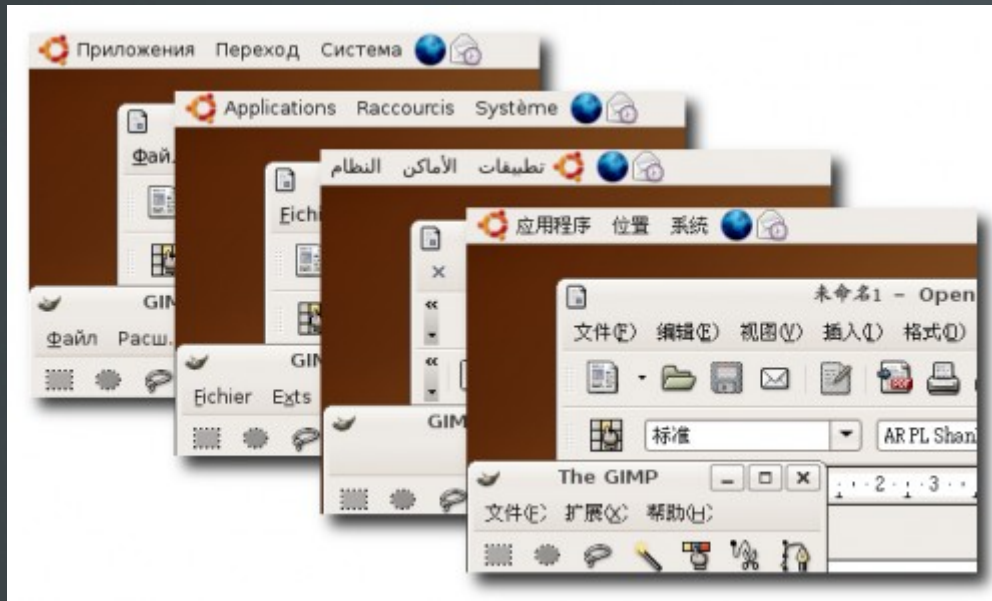 Приложения Переход Система
Фай.
GIM
Файл Расш.
Applications Raccourcis Système
Eichi
GIM
Fichier Exts
تطبيقات الأماكن النظام
GIM
应用程序 位置 系统
未命名1 - Open
文件(F) 编辑(E) 视图(V) 插入(I) 格式(O)
标准 AR PL Shan
2 3
The GIMP
文件(F) 扩展(X) 帮助(H)